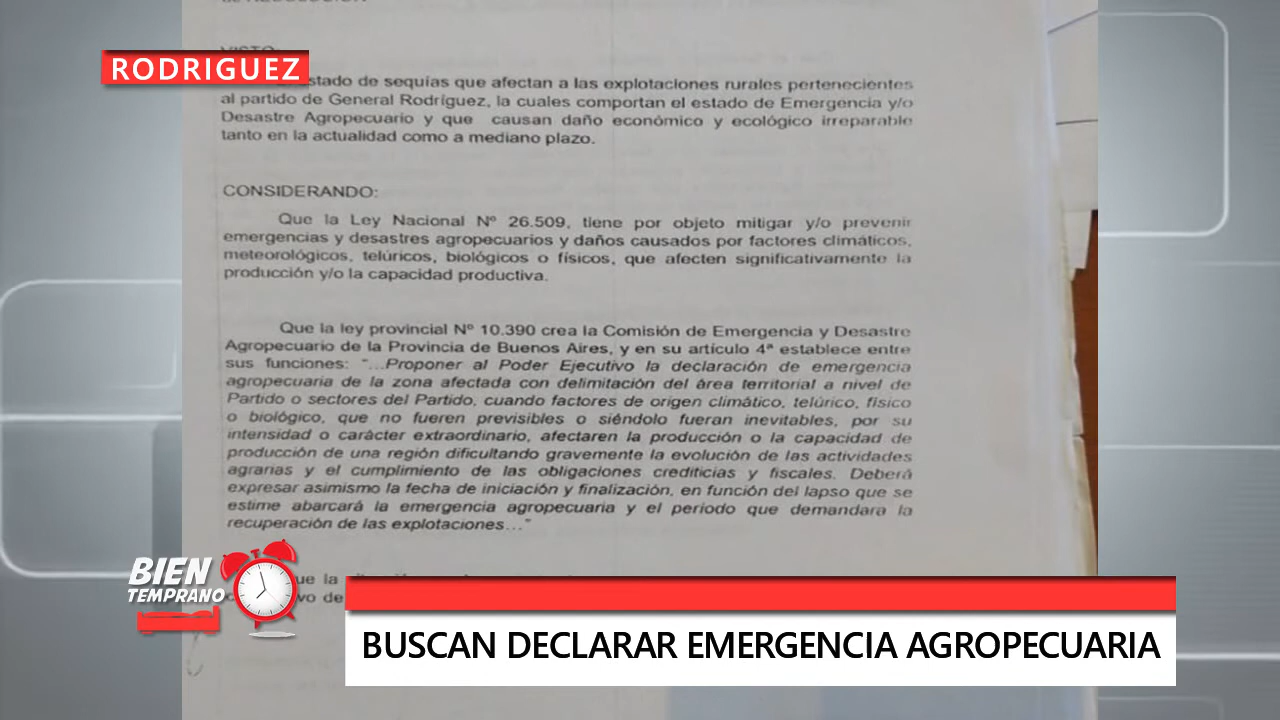 VISTO:
RODRIGUEZ
stado de sequías que afectan a las explotaciones rurales pertenecientes
al partido de General Rodríguez, la cuales comportan el estado de Emergencia y/o
Desastre Agropecuario y que causan daño económico y ecológico irreparable
tanto en la actualidad como a mediano plazo.
CONSIDERANDO:
Que la Ley Nacional Nº 26.509, tiene por objeto mitigar y/o prevenir
emergencias y desastres agropecuarios y daños causados por factores climáticos,
meteorológicos, telúricos, biológicos o físicos, que afecten significativamente la
producción y/o la capacidad productiva.
Que la ley provincial Nº 10.390 crea la Comisión de Emergencia y Desastre
Agropecuario de la Provincia de Buenos Aires, y en su artículo 4ª establece entre
sus funciones: "...Proponer al Poder Ejecutivo la declaración de emergencia
agropecuaria de la zona afectada con delimitación del área territorial a nivel de
Partido o sectores del Partido, cuando factores de origen climático, telúrico, físico
o biológico, que no fueren previsibles o siéndolo fueran inevitables, por su
intensidad o carácter extraordinario, afectaren la producción o la capacidad de
producción de una región dificultando gravemente la evolución de las actividades
agrarias y el cumplimiento de las obligaciones crediticias y fiscales. Deberá
expresar asimismo la fecha de iniciación y finalización, en función del lapso que se
estime abarcará la emergencia agropecuaria y el periodo que demandara la
recuperación de las explotaciones..."
BIEN
TEMPRANO
ue la
vo de
BUSCAN DECLARAR EMERGENCIA AGROPECUARIA